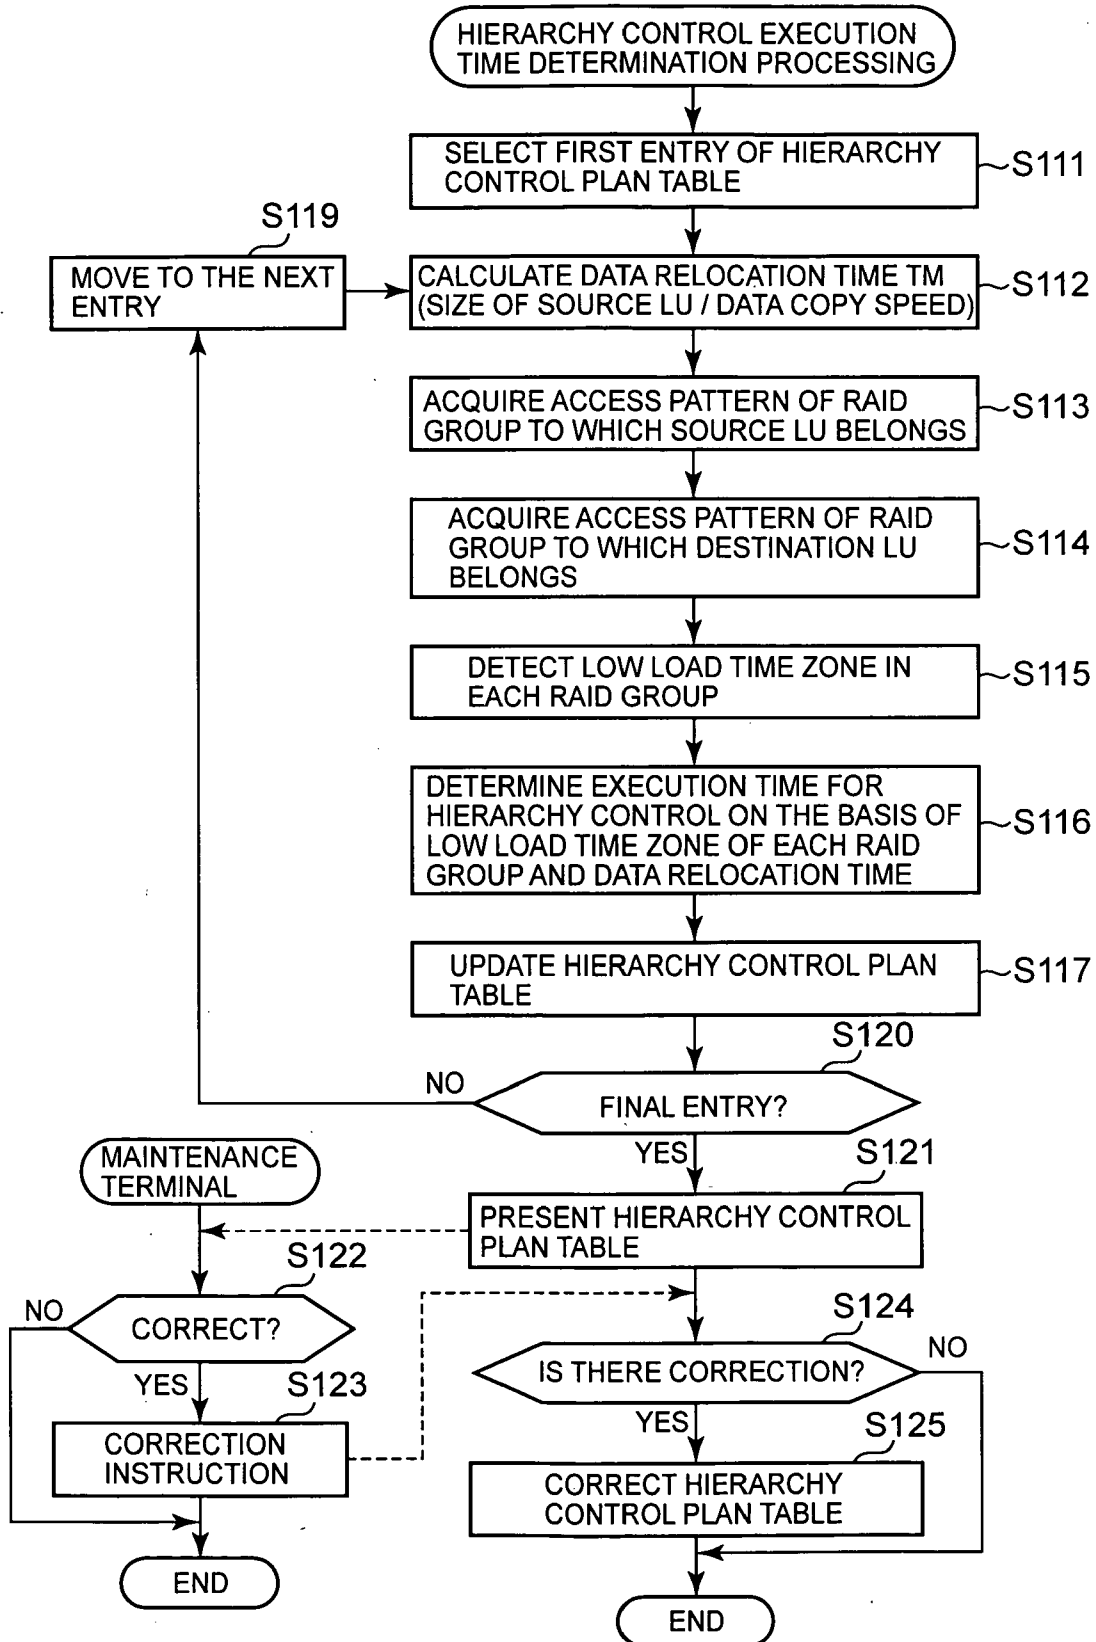 HIERARCHY CONTROL EXECUTION
TIME DETERMINATION PROCESSING
SELECT FIRST ENTRY OF HIERARCHY
CONTROL PLAN TABLE
S111
S119
MOVE TO THE NEXT
ENTRY
CALCULATE DATA RELOCATION TIME TM
(SIZE OF SOURCE LU / DATA COPY SPEED)
S112
ACQUIRE ACCESS PATTERN OF RAID
GROUP TO WHICH SOURCE LU BELONGS
S113
ACQUIRE ACCESS PATTERN OF RAID
GROUP TO WHICH DESTINATION LU
BELONGS
S114
DETECT LOW LOAD TIME ZONE IN
EACH RAID GROUP
S115
DETERMINE EXECUTION TIME FOR
HIERARCHY CONTROL ON THE BASIS OF
LOW LOAD TIME ZONE OF EACH RAID
GROUP AND DATA RELOCATION TIME
S116
UPDATE HIERARCHY CONTROL PLAN
TABLE
S117
S120
NO
FINAL ENTRY?
YES
S121
PRESENT HIERARCHY CONTROL
PLAN TABLE
MAINTENANCE
TERMINAL
S122
NO
CORRECT?
YES
S123
CORRECTION
INSTRUCTION
END
S124
IS THERE CORRECTION?
NO
YES
S125
CORRECT HIERARCHY
CONTROL PLAN TABLE
END